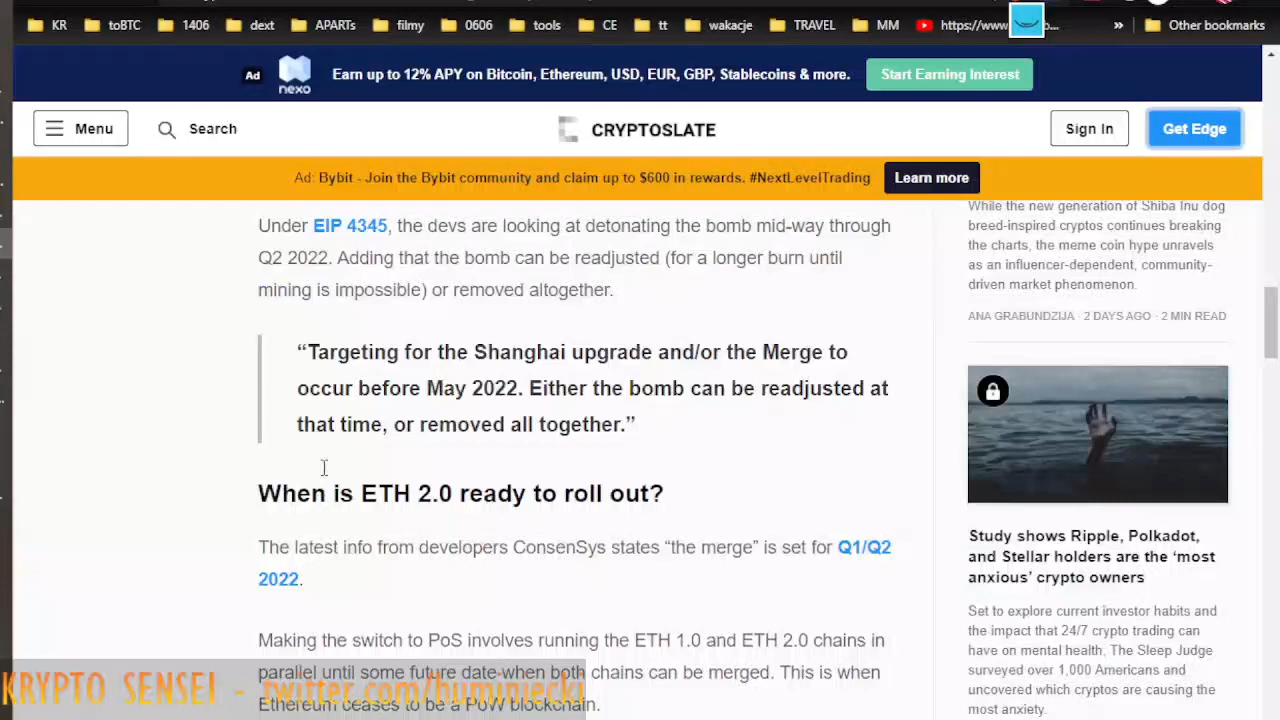 KR
toBTC
1406
dext
APARTs
filmy
0606
tools
CE
tt
wakacje
TRAVEL
MM
https://www
»
Other bookmarks
Ad
nexo
Earn up to 12% APY on Bitcoin, Ethereum, USD, EUR, GBP, Stablecoins & more.
Start Earning Interest
Menu
Search
CRYPTOSLATE
Sign In
Get Edge
Ad: Bybit - Join the Bybit community and claim up to $600 in rewards. #NextLevelTrading
Learn more
Under EIP 4345, the devs are looking at detonating the bomb mid-way through
Q2 2022. Adding that the bomb can be readjusted (for a longer burn until
mining is impossible) or removed altogether.
“Targeting for the Shanghai upgrade and/or the Merge to
occur before May 2022. Either the bomb can be readjusted at
that time, or removed all together.”
When is ETH 2.0 ready to roll out?
The latest info from developers ConsenSys states “the merge” is set for Q1/Q2
2022.
Making the switch to PoS involves running the ETH 1.0 and ETH 2.0 chains in
parallel until some future date when both chains can be merged. This is when
Ethereum ceases to be a PoW blockchain.
While the new generation of Shiba Inu dog
breed-inspired cryptos continues breaking
the charts, the meme coin hype unravels
as an influencer-dependent, community-
driven market phenomenon.
ANA GRABUNDZIJA · 2 DAYS AGO · 2 MIN READ
Study shows Ripple, Polkadot,
and Stellar holders are the ‘most
anxious’ crypto owners
Set to explore current investor habits and
the impact that 24/7 crypto trading can
have on mental health, The Sleep Judge
surveyed over 1,000 Americans and
uncovered which cryptos are causing the
most anxiety.
KRYPTO SENSEI - twitter.com/huminiecki